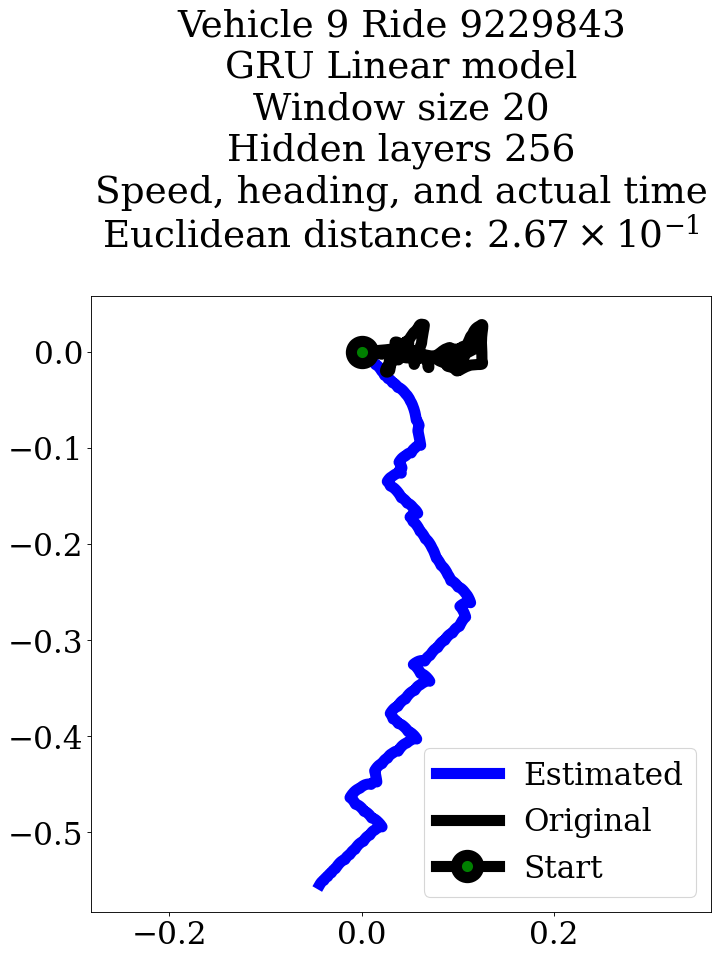 Vehicle 9 Ride 9229843
GRU Linear model
Window size 20
Hidden layers 256
Speed, heading, and actual time
Euclidean distance: 2.67 × 10⁻¹
0.0
−0.1
−0.2
−0.3
−0.4
−0.5
Estimated
Original
Start
−0.2
0.0
0.2